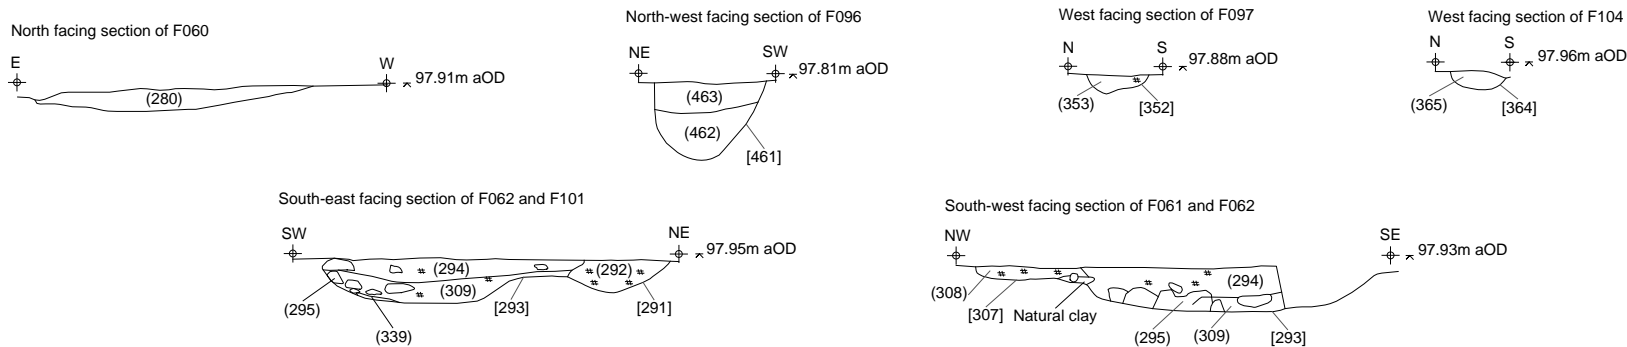 North facing section of F060
E
W
97.91m aOD
(280)
North-west facing section of F096
NE
SW
97.81m aOD
(463)
(462)
[461]
West facing section of F097
N
S
97.88m aOD
(353)
[352]
West facing section of F104
N
S
97.96m aOD
(365)
[364]
South-east facing section of F062 and F101
SW
NE
97.95m aOD
(294)
(292)
(309)
(295)
[293]
[291]
(339)
South-west facing section of F061 and F062
NW
SE
97.93m aOD
(294)
(308)
[307]
Natural clay
(295)
(309)
[293]